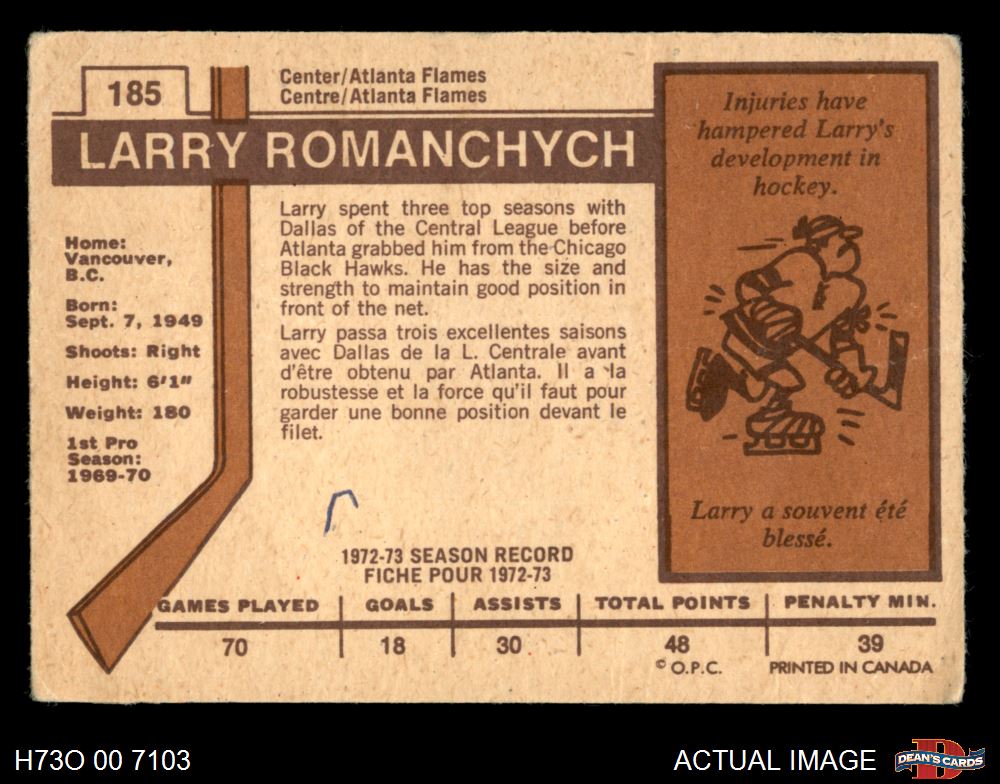 185
Center/Atlanta Flames
Centre/Atlanta Flames
LARRY ROMANCHYCH
Home:
Vancouver,
B.C.
Born:
Sept. 7, 1949
Shoots: Right
Height: 6'1"
Weight: 180
1st Pro
Season:
1969-70
Larry spent three top seasons with
Dallas of the Central League before
Atlanta grabbed him from the Chicago
Black Hawks. He has the size and
strength to maintain good position in
front of the net.
Larry passa trois excellentes saisons
avec Dallas de la L. Centrale avant
d'être obtenu par Atlanta. Il a la
robustesse et la force qu'il faut pour
garder une bonne position devant le
filet.
Injuries have
hampered Larry's
development in
hockey.
Larry a souvent été
blessé.
1972-73 SEASON RECORD
FICHE POUR 1972-73
GAMES PLAYED GOALS ASSISTS TOTAL POINTS PENALTY MIN.
70 18 30 48 39
© O.P.C. PRINTED IN CANADA
H73O 00 7103
ACTUAL IMAGE
DEAN'S CARDS